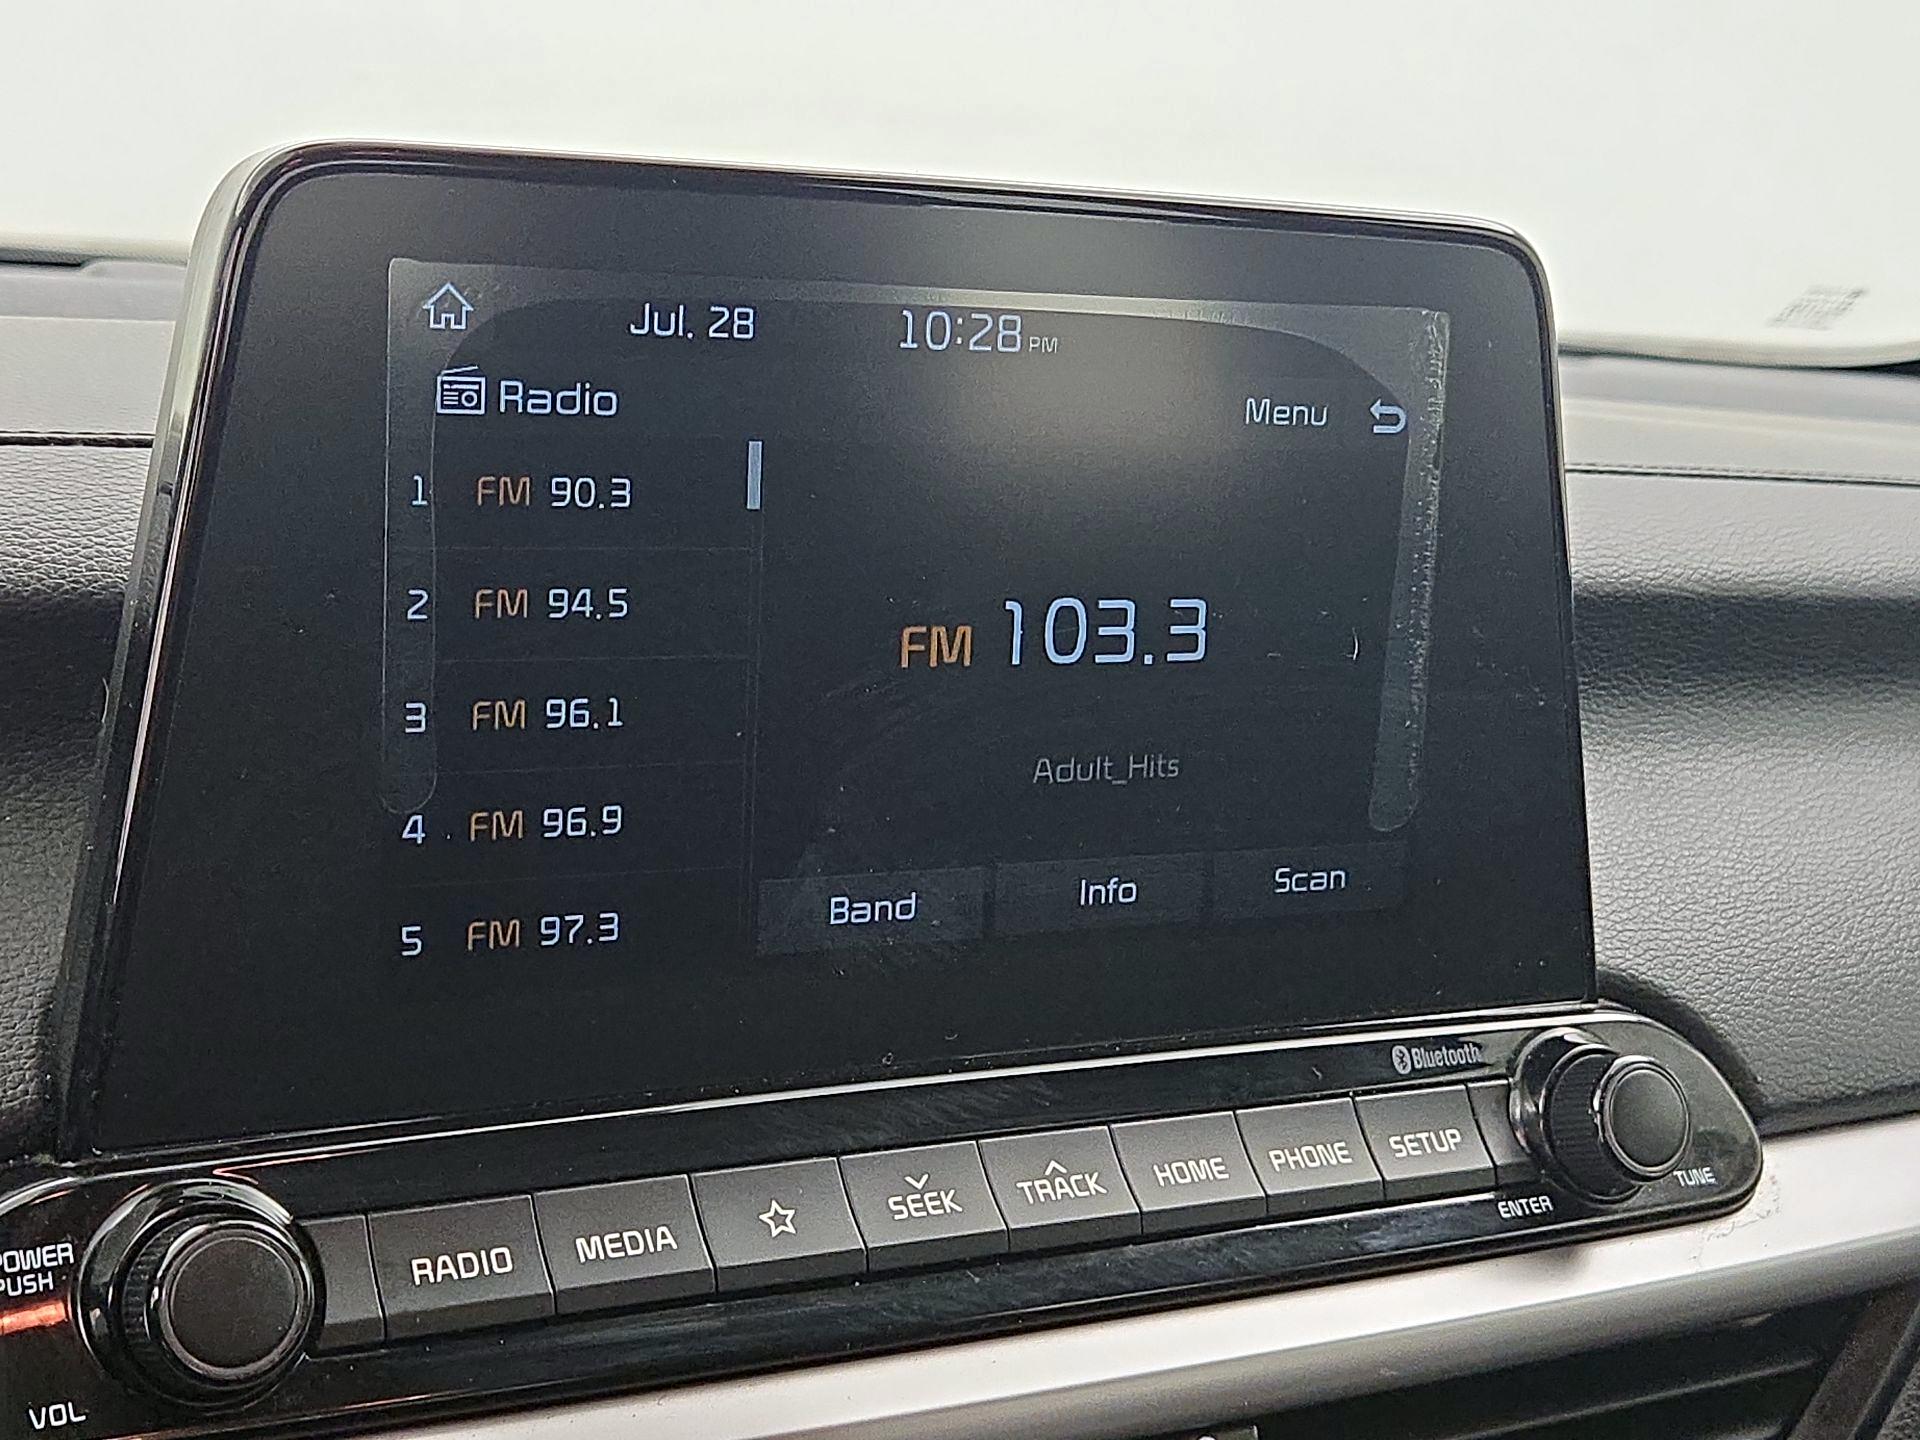 Jul. 28 10:28 PM
Radio Menu
1 FM 90.3
2 FM 94.5
3 FM 96.1
4 FM 96.9
5 FM 97.3
FM 103.3
Adult_Hits
Band Info Scan
Bluetooth
POWER
PUSH
VOL
RADIO MEDIA SEEK TRACK HOME PHONE SETUP
ENTER
TUNE